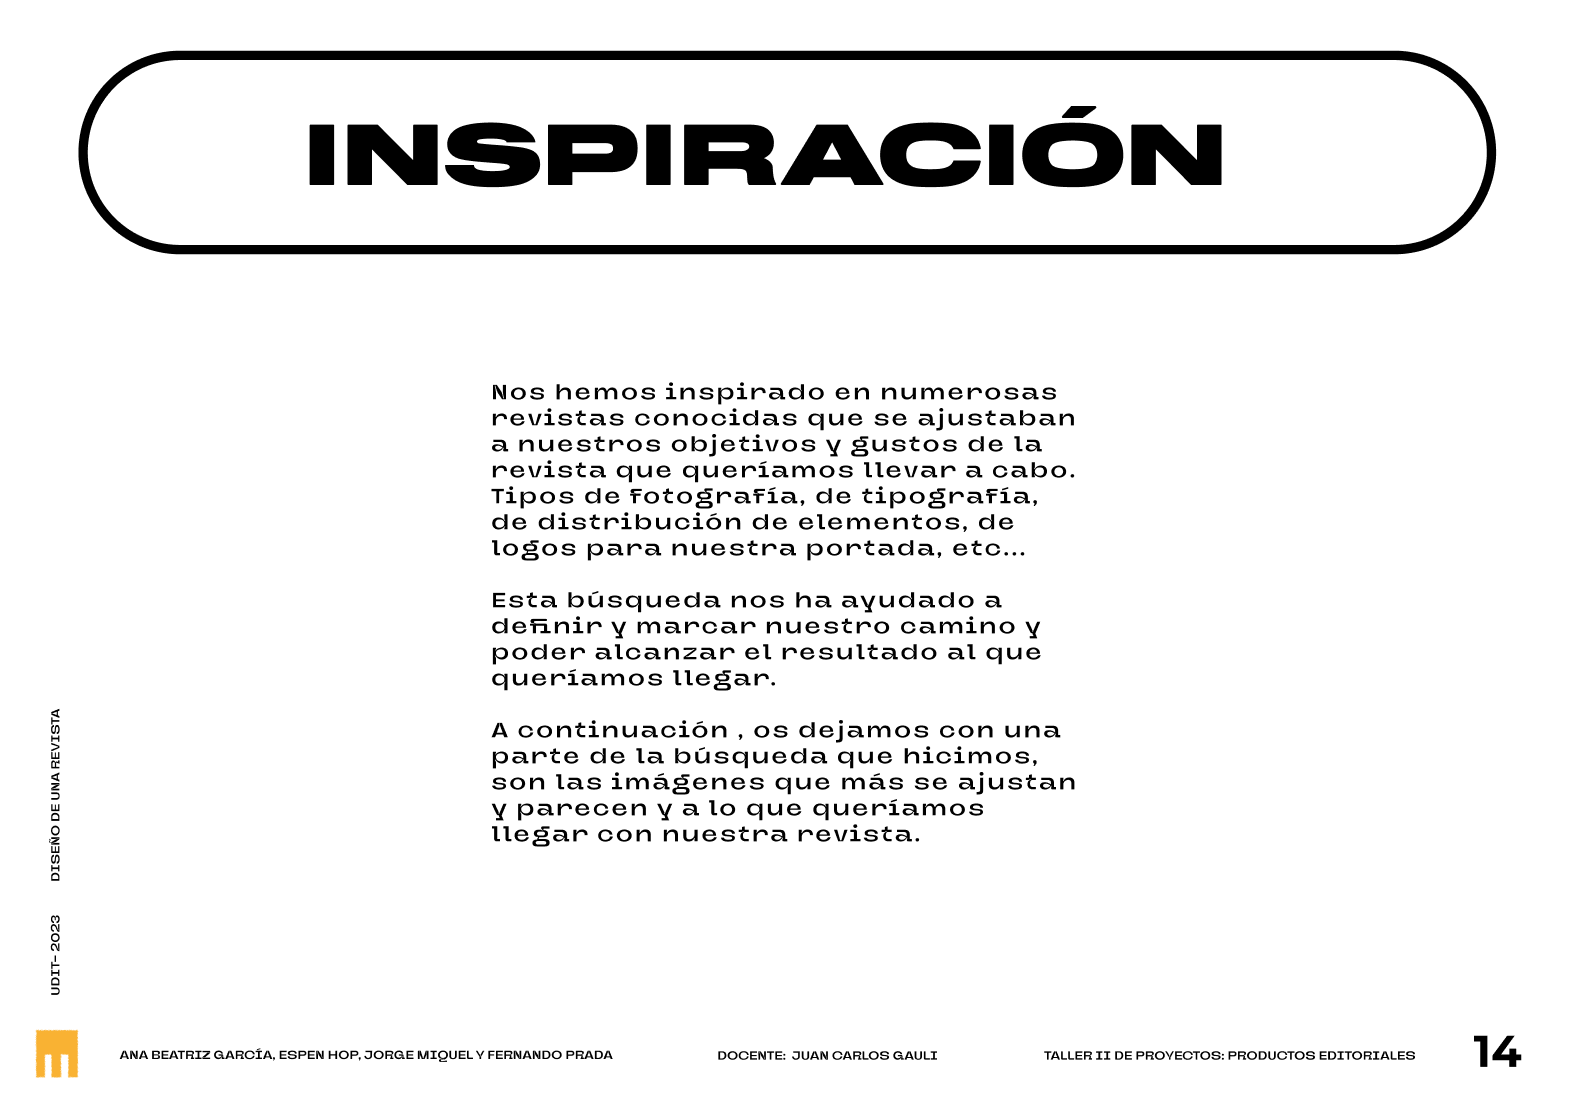 INSPIRACIÓN
Nos hemos inspirado en numerosas
revistas conocidas que se ajustaban
a nuestros objetivos y gustos de la
revista que queríamos llevar a cabo.
Tipos de fotografía, de tipografía,
de distribución de elementos, de
logos para nuestra portada, etc...
Esta búsqueda nos ha ayudado a
definir y marcar nuestro camino y
poder alcanzar el resultado al que
queríamos llegar.
A continuación , os dejamos con una
parte de la búsqueda que hicimos,
son las imágenes que más se ajustan
y parecen y a lo que queríamos
llegar con nuestra revista.
UDIT- 2023 DISEÑO DE UNA REVISTA
ANA BEATRIZ GARCÍA, ESPEN HOP, JORGE MIQUEL Y FERNANDO PRADA
DOCENTE: JUAN CARLOS GAULI
TALLER II DE PROYECTOS: PRODUCTOS EDITORIALES
14